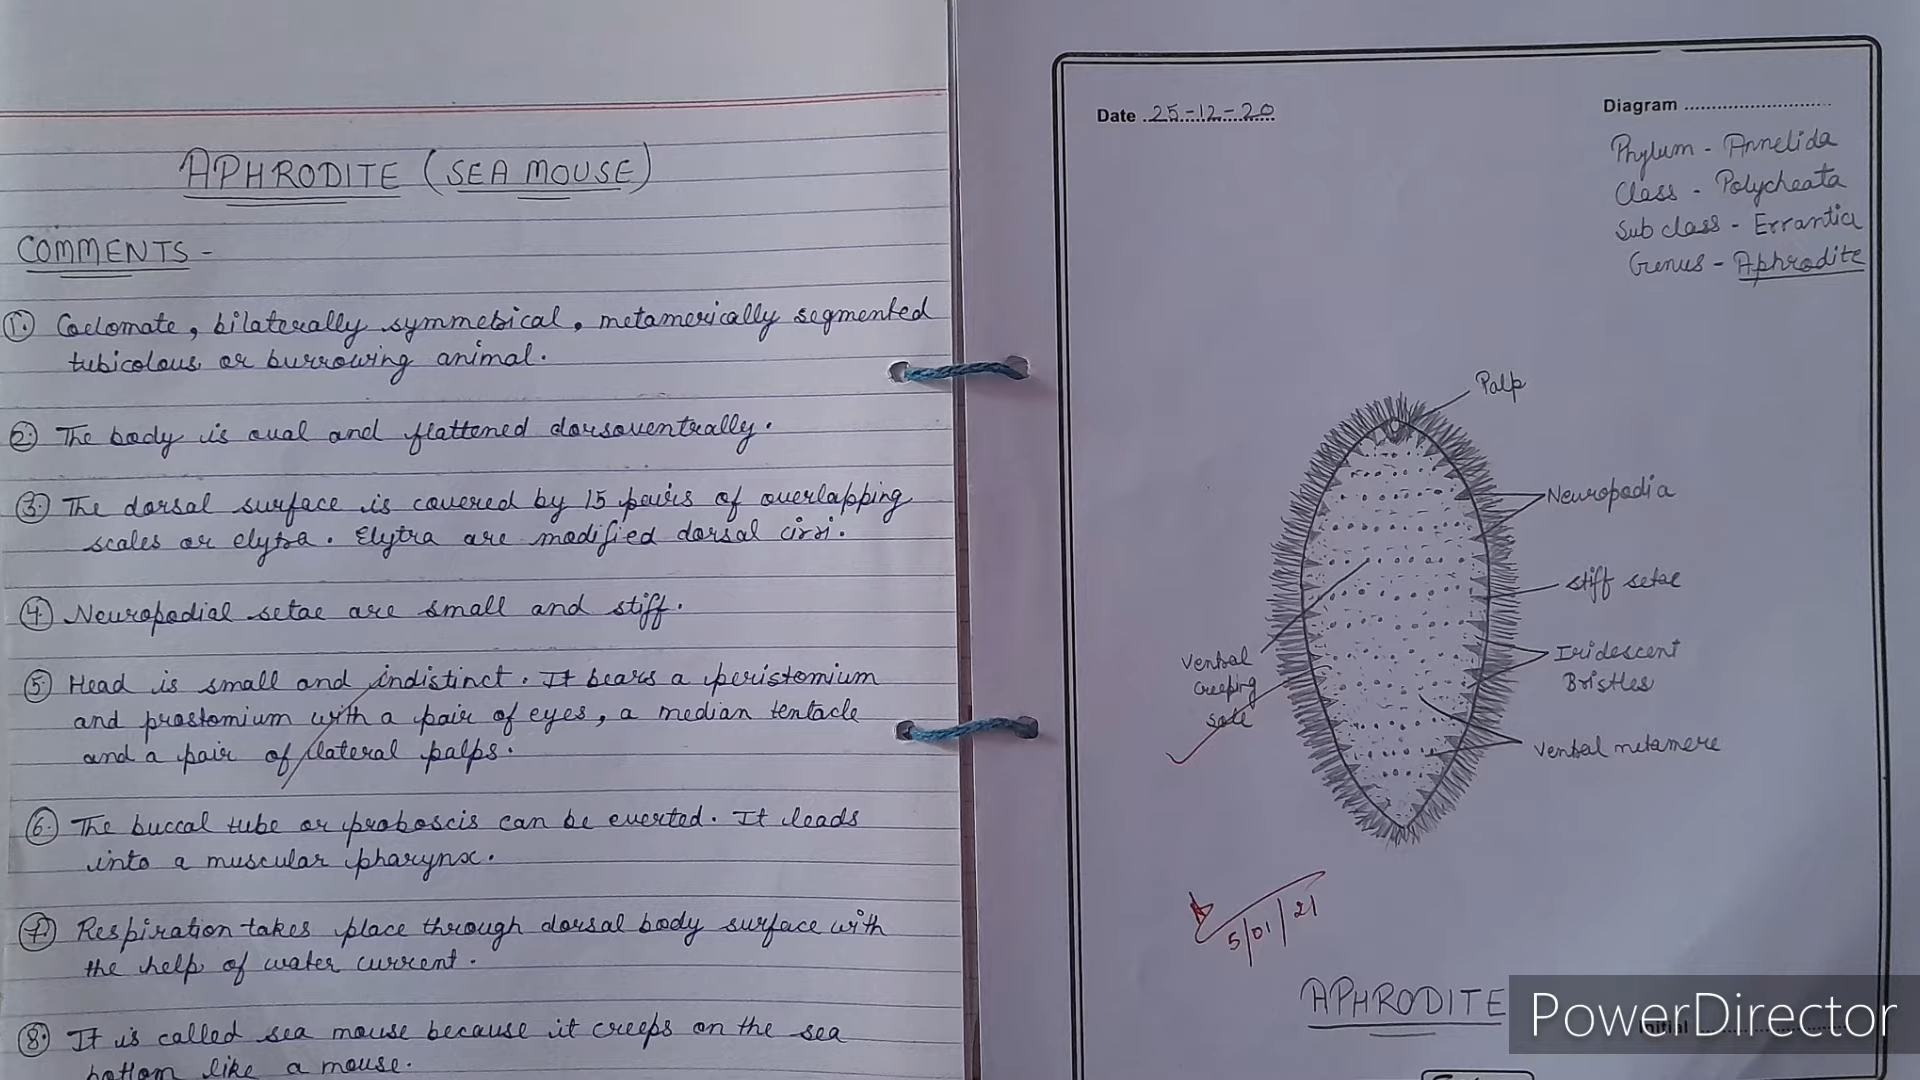 APHRODITE (SEA MOUSE)
COMMENTS -
1. Coelomate, bilaterally symmetrical, metamerically segmented
tubicolous or burrowing animal.
2. The body is oval and flattened dorsoventrally.
3. The dorsal surface is covered by 15 pairs of overlapping
scales or elytra. Elytra are modified dorsal cirri.
4. Neuropodial setae are small and stiff.
5. Head is small and indistinct. It bears a peristomium
and prostomium with a pair of eyes, a median tentacle
and a pair of lateral palps.
6. The buccal tube or proboscis can be everted. It leads
into a muscular pharynx.
7. Respiration takes place through dorsal body surface with
the help of water current.
8. It is called sea mouse because it creeps on the sea
bottom like a mouse.
Date 25-12-20
Diagram
Phylum - Annelida
Class - Polycheata
Sub class - Errantia
Genus - Aphrodite
Palp
Neuropodia
stiff setae
Iridescent
Bristles
Ventral metamere
Ventral
creeping
sole
5/01/21
APHRODITE
Initial
PowerDirector